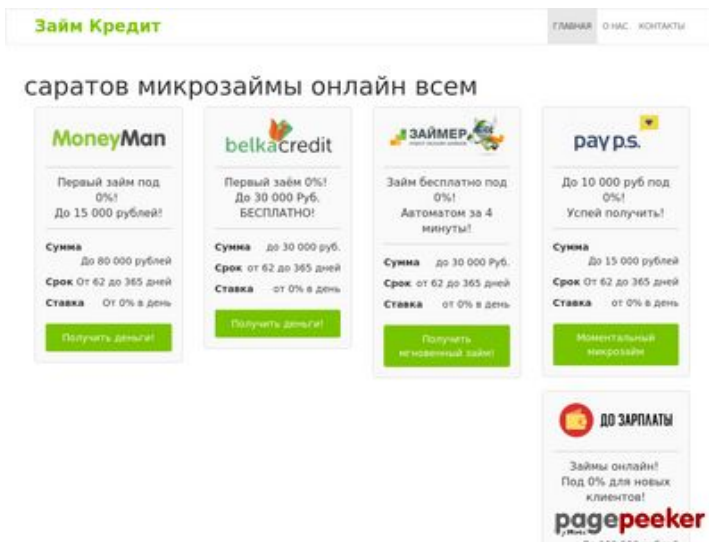 Займ Кредит
ГЛАВНАЯ О НАС КОНТАКТЫ
саратов микрозаймы онлайн всем
MoneyMan
Первый займ под
0%!
До 15 000 рублей!
Сумма
До 80 000 рублей
Срок От 62 до 365 дней
Ставка От 0% в день
Получить деньги!
belkacredit
Первый заём 0%!
До 30 000 Руб.
БЕСПЛАТНО!
Сумма до 30 000 руб.
Срок от 62 до 365 дней
Ставка от 0% в день
Получить деньги!
ЗАЙМЕР
Займ бесплатно под
0%!
Автоматом за 4
минуты!
Сумма до 30 000 Руб.
Срок от 62 до 365 дней
Ставка от 0% в день
Получить
мгновенный займ!
pay p.s.
До 10 000 руб под
0%!
Успей получить!
Сумма
До 15 000 рублей
Срок От 62 до 365 дней
Ставка От 0% в день
Моментальный
микрозайм
ДО ЗАРПЛАТЫ
Займы онлайн!
Под 0% для новых
клиентов!
pagepeeker